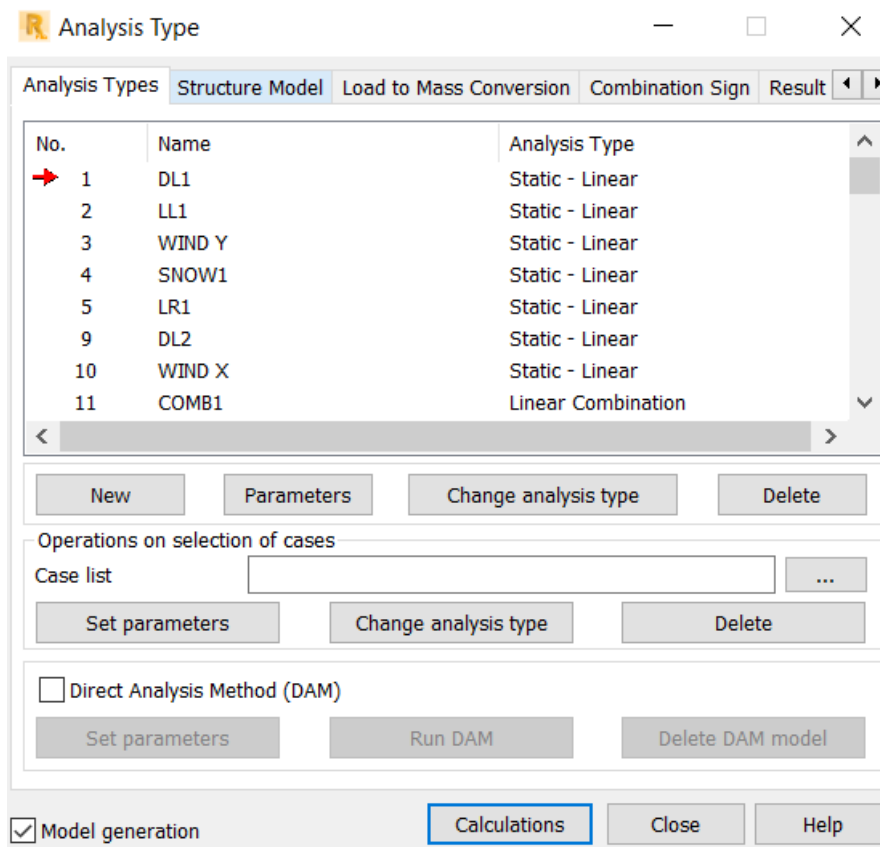 Analysis Type
Analysis Types Structure Model Load to Mass Conversion Combination Sign Result
No. Name Analysis Type
1 DL1 Static - Linear
2 LL1 Static - Linear
3 WIND Y Static - Linear
4 SNOW1 Static - Linear
5 LR1 Static - Linear
9 DL2 Static - Linear
10 WIND X Static - Linear
11 COMB1 Linear Combination
New Parameters Change analysis type Delete
Operations on selection of cases
Case list ...
Set parameters Change analysis type Delete
Direct Analysis Method (DAM)
Set parameters Run DAM Delete DAM model
Model generation Calculations Close Help